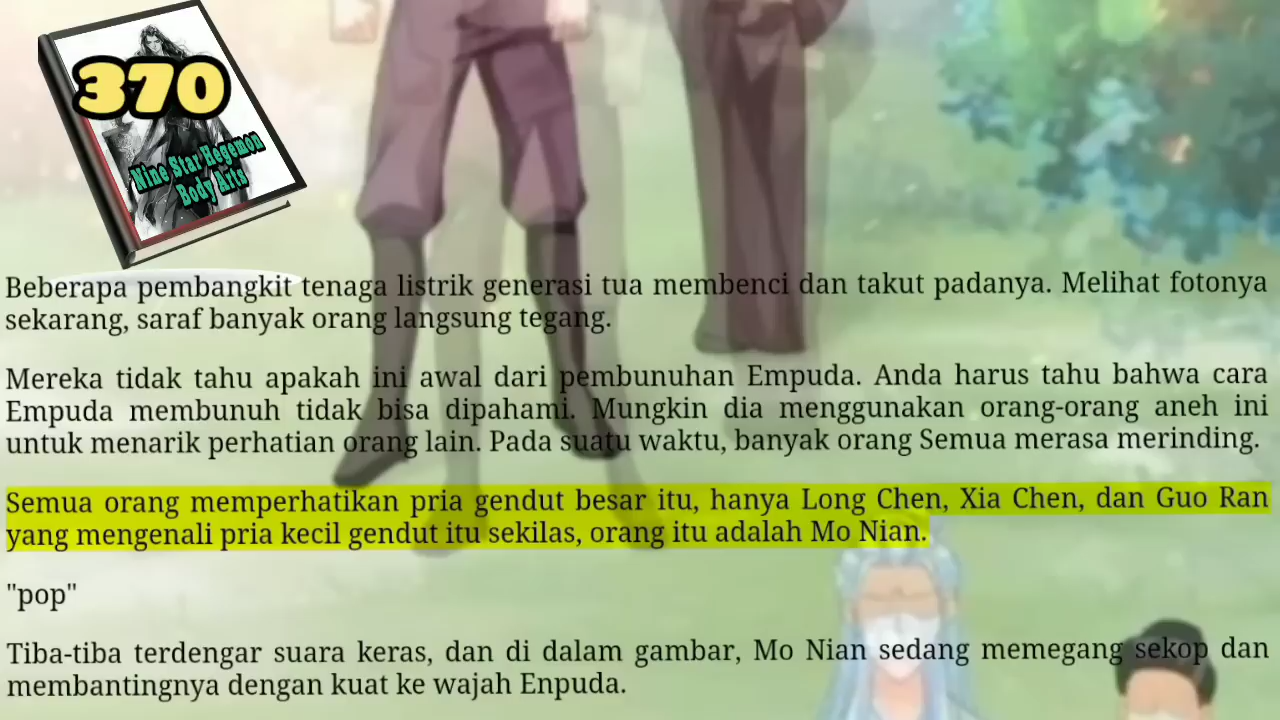 370
Nine Star Hegemon
Body Arts
Beberapa pembangkit tenaga listrik generasi tua membenci dan takut padanya. Melihat fotonya
sekarang, saraf banyak orang langsung tegang.
Mereka tidak tahu apakah ini awal dari pembunuhan Empuda. Anda harus tahu bahwa cara
Empuda membunuh tidak bisa dipahami. Mungkin dia menggunakan orang-orang aneh ini
untuk menarik perhatian orang lain. Pada suatu waktu, banyak orang Semua merasa merinding.
Semua orang memperhatikan pria gendut besar itu, hanya Long Chen, Xia Chen, dan Guo Ran
yang mengenali pria kecil gendut itu sekilas, orang itu adalah Mo Nian.
"pop"
Tiba-tiba terdengar suara keras, dan di dalam gambar, Mo Nian sedang memegang sekop dan
membantingnya dengan kuat ke wajah Enpuda.